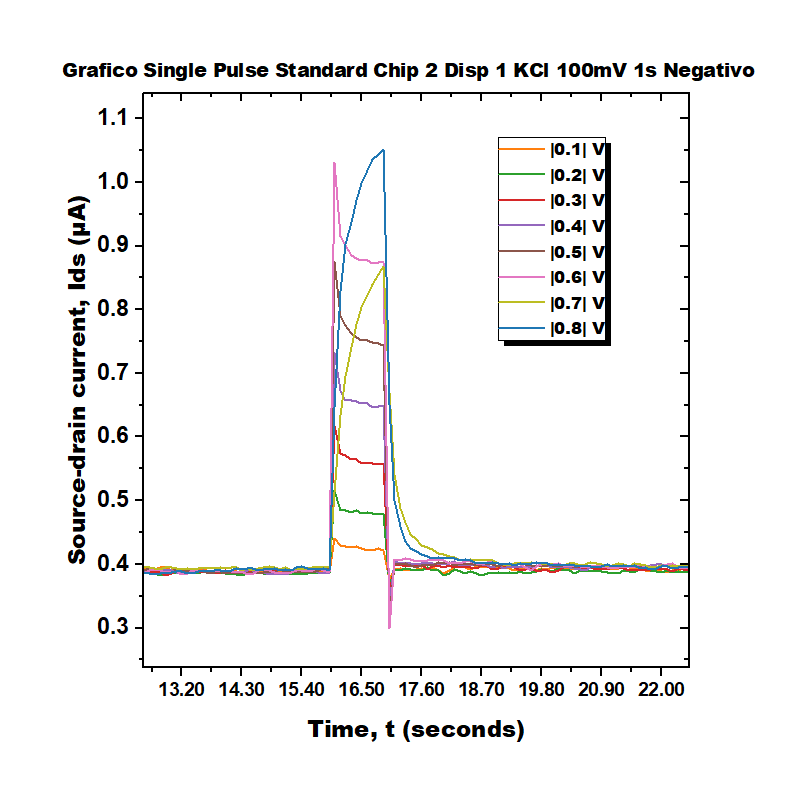 Grafico Single Pulse Standard Chip 2 Disp 1 KCl 100mV 1s Negativo
1.1
1.0
0.9
0.8
0.7
0.6
0.5
0.4
0.3
Source-drain current, Ids (µA)
|0.1| V
|0.2| V
|0.3| V
|0.4| V
|0.5| V
|0.6| V
|0.7| V
|0.8| V
13.20 14.30 15.40 16.50 17.60 18.70 19.80 20.90 22.00
Time, t (seconds)